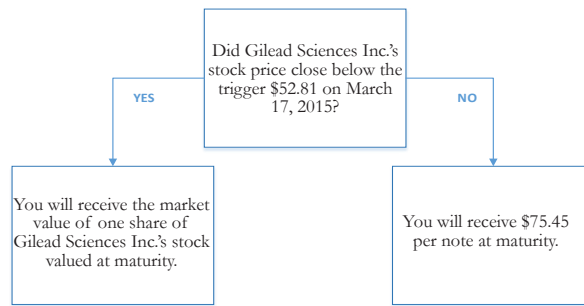 Did Gilead Sciences Inc.'s
stock price close below the
trigger $52.81 on March
17, 2015?
YES
NO
You will receive the market
value of one share of
Gilead Sciences Inc.'s stock
valued at maturity.
You will receive $75.45
per note at maturity.